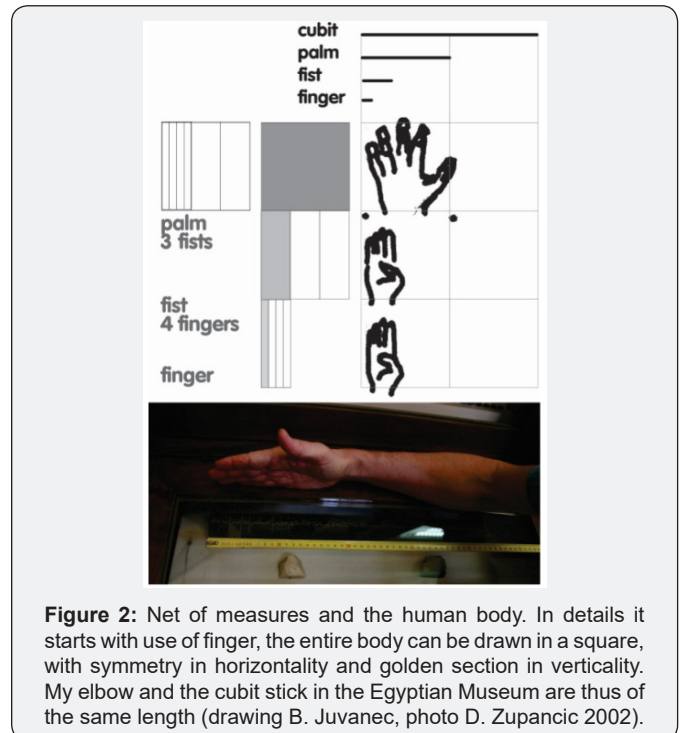 cubit
palm
fist
finger
palm
3 fists
fist
4 fingers
finger
Figure 2: Net of measures and the human body. In details it
starts with use of finger, the entire body can be drawn in a square,
with symmetry in horizontality and golden section in verticality.
My elbow and the cubit stick in the Egyptian Museum are thus of
the same length (drawing B. Juvanec, photo D. Zupancic 2002).